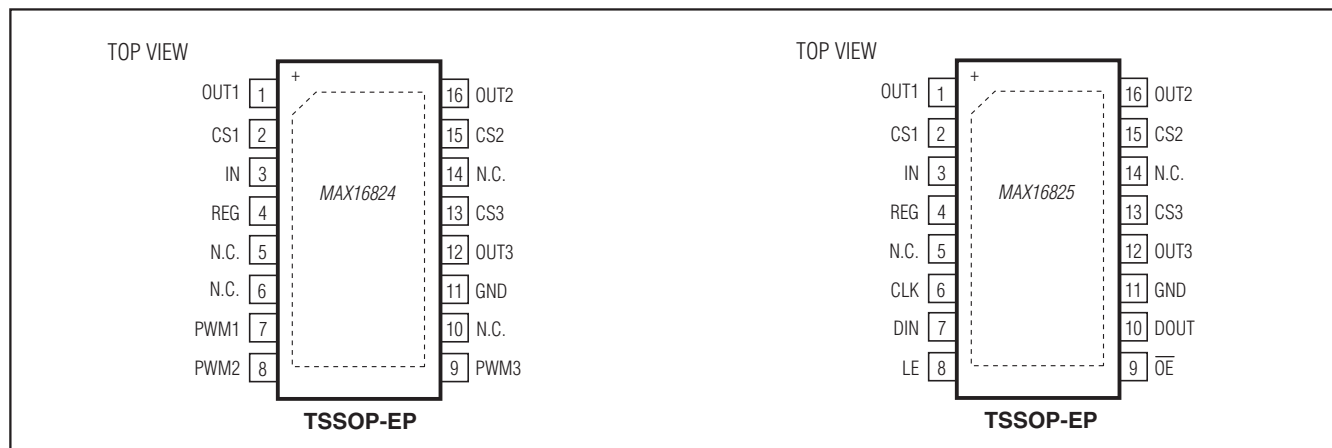 TOP VIEW
+
OUT1 1 16 OUT2
CS1 2 15 CS2
IN 3 14 N.C.
MAX16824
REG 4 13 CS3
N.C. 5 12 OUT3
N.C. 6 11 GND
PWM1 7 10 N.C.
PWM2 8 9 PWM3
TSSOP-EP
TOP VIEW
+
OUT1 1 16 OUT2
CS1 2 15 CS2
IN 3 14 N.C.
MAX16825
REG 4 13 CS3
N.C. 5 12 OUT3
CLK 6 11 GND
DIN 7 10 DOUT
LE 8 9 O̅E̅
TSSOP-EP